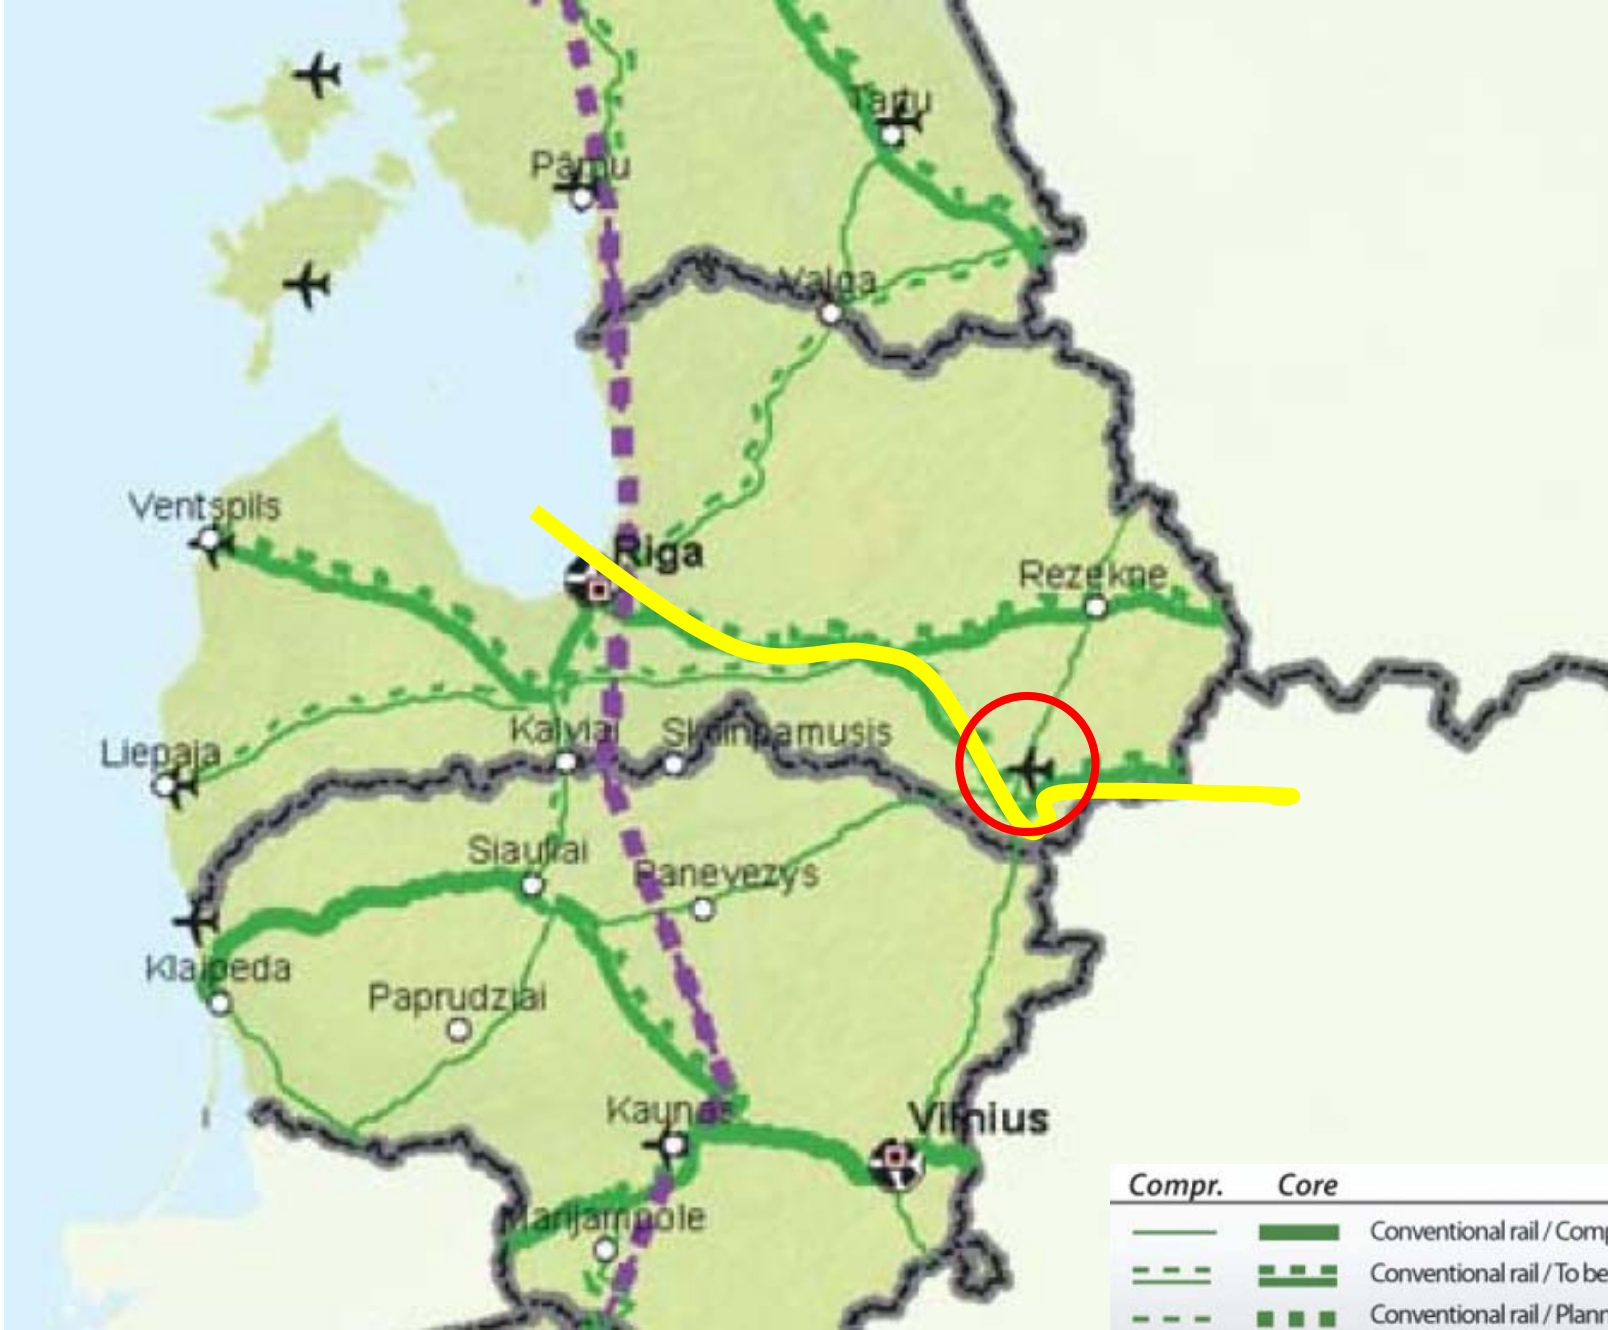 Tartu
Pärnu
Valga
Ventspils
Riga
Rezekne
Kalviai
Skoinpamusis
Liepaja
Siauliai
Panevezys
Klaipeda
Paprudziai
Kaunas
Vilnius
Marijampole
Compr. Core
Conventional rail / Comp
Conventional rail / To be
Conventional rail / Plann